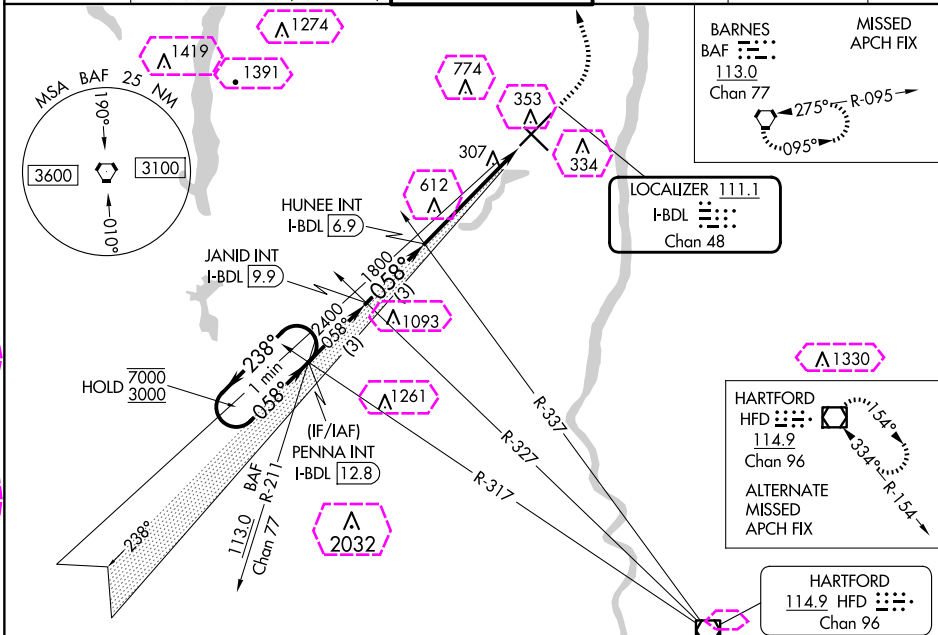 1274
1419
1391
MSA BAF 25 NM
190°
3600
3100
010°
774
353
307
334
612
BARNES
BAF
113.0
Chan 77
MISSED
APCH FIX
275°
R-095
095°
LOCALIZER 111.1
I-BDL
Chan 48
HUNEE INT
I-BDL 6.9
JANID INT
I-BDL 9.9
1800
058°
(3)
2400
058°
(3)
1093
238°
1 min
058°
HOLD 7000
3000
1261
(IF/IAF)
PENNA INT
I-BDL 12.8
BAF
R-211
113.0
Chan 77
238°
2032
R-337
R-327
R-317
1330
HARTFORD
HFD
114.9
Chan 96
154°
334°
R-154
ALTERNATE
MISSED
APCH FIX
HARTFORD
114.9 HFD
Chan 96